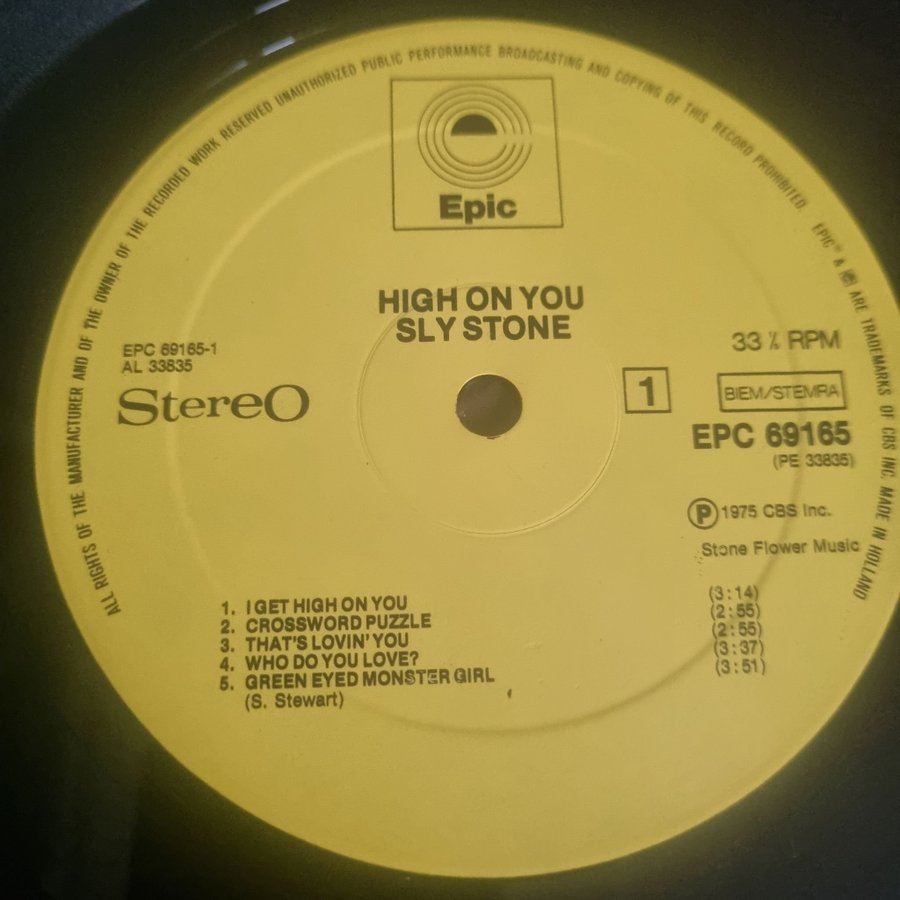 ALL RIGHTS OF THE MANUFACTURER AND OF THE OWNER OF THE RECORDED WORK RESERVED UNAUTHORIZED PUBLIC PERFORMANCE BROADCASTING AND COPYING OF THIS RECORD PROHIBITED. EPIC® & ARE TRADEMARKS OF CBS INC. MADE IN HOLLAND
Epic
HIGH ON YOU
SLY STONE
EPC 69165-1
AL 33835
Stereo
33 ⅓ RPM
1
BIEM/STEMRA
EPC 69165
(PE 33835)
Ⓟ 1975 CBS Inc.
Stone Flower Music
1. I GET HIGH ON YOU (3:14)
2. CROSSWORD PUZZLE (2:55)
3. THAT'S LOVIN' YOU (2:55)
4. WHO DO YOU LOVE? (3:37)
5. GREEN EYED MONSTER GIRL (3:51)
(S. Stewart)